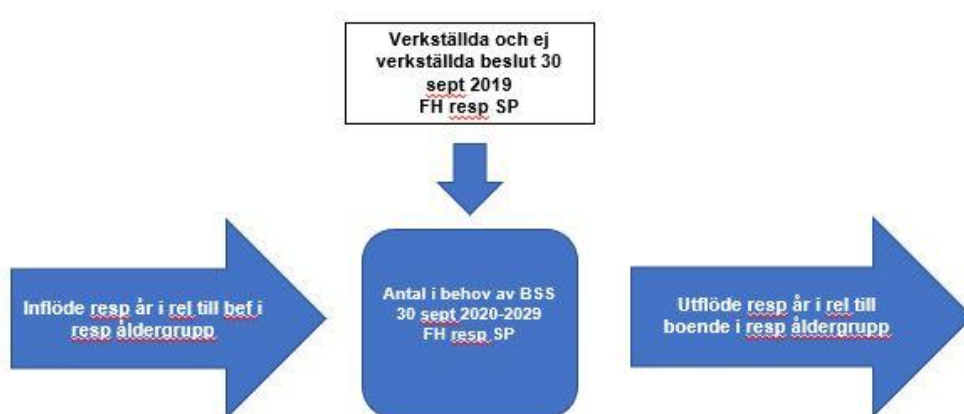 Verkställda och ej
verkställda beslut 30
sept 2019
FH resp SP
Inflöde resp år i rel till bef i
resp åldergrupp
Antal i behov av BSS
30 sept 2020-2029
FH resp SP
Utflöde resp år i rel till
boende i resp åldergrupp